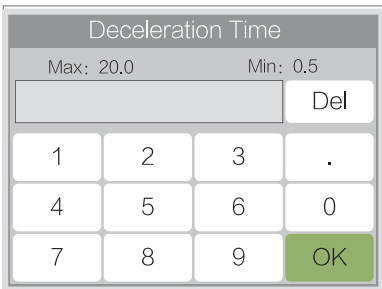 Deceleration Time
Max: 20.0 Min: 0.5
Del
1 2 3 .
4 5 6 0
7 8 9 OK